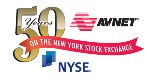 50 Years
AVNET
ON THE NEW YORK STOCK EXCHANGE
NYSE.